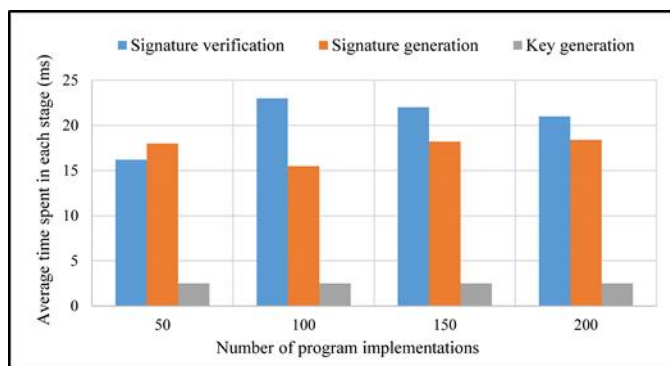 Signature verification Signature generation Key generation
Average time spent in each stage (ms)
25
20
15
10
5
0
50 100 150 200
Number of program implementations